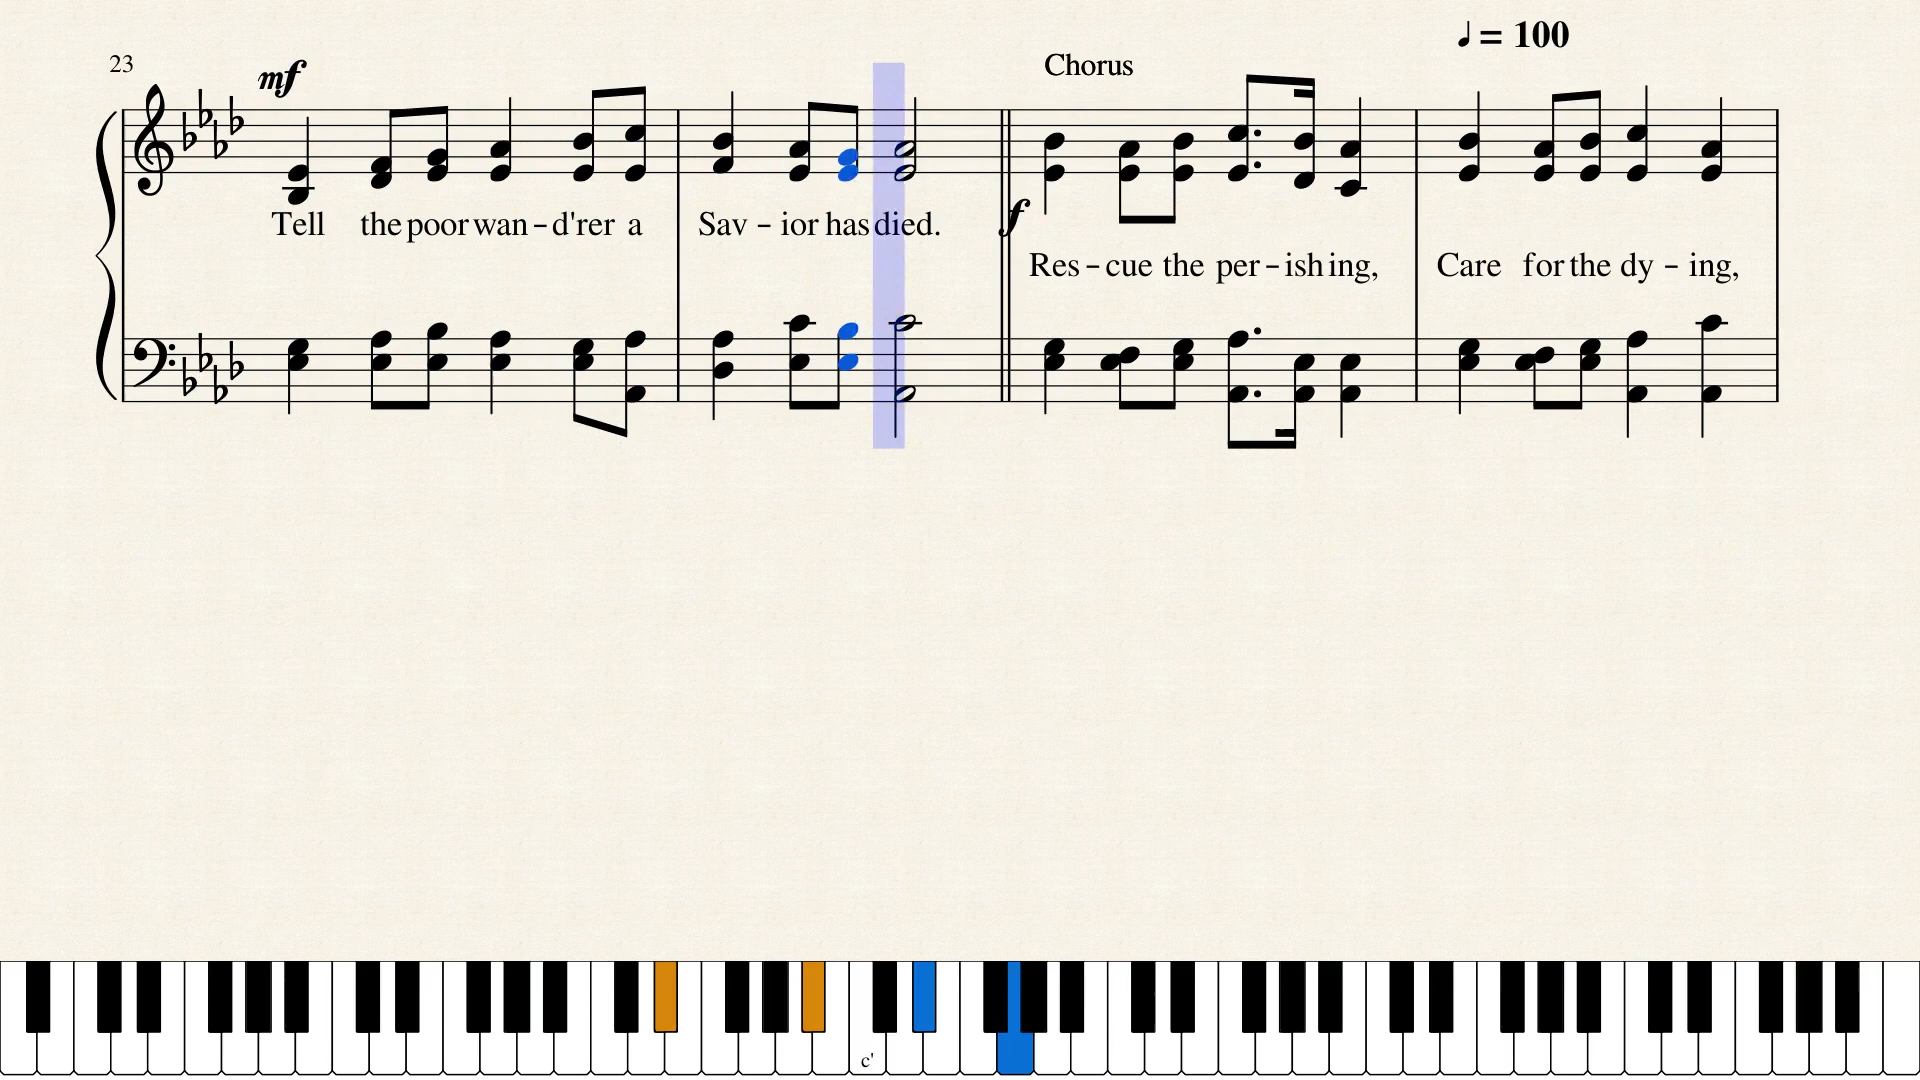 ♩ = 100
23
mf
Chorus
Tell the poor wan-d'rer a Sav-ior has died.
f
Res-cue the per-ish ing, Care for the dy-ing,
c'